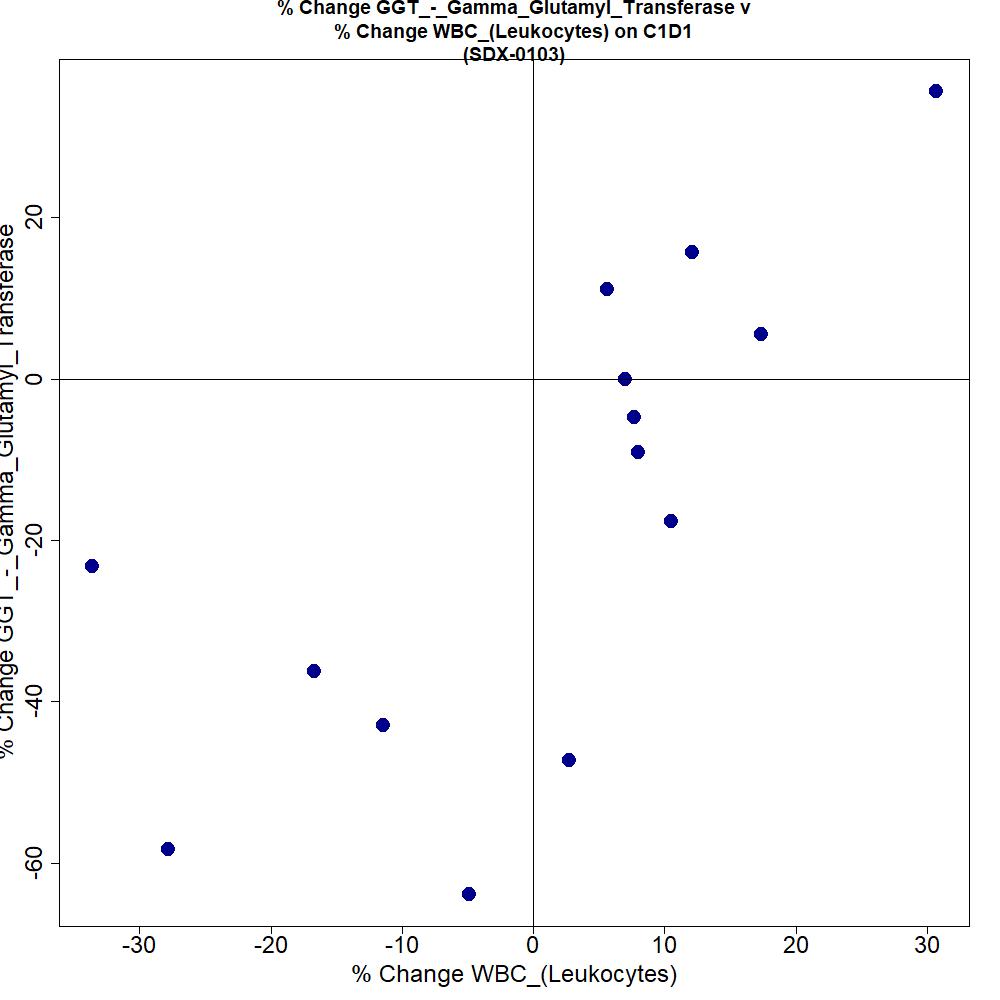 % Change GGT_-_Gamma_Glutamyl_Transferase v
% Change WBC_(Leukocytes) on C1D1
(SDX-0103)
% Change GGT_-_Gamma_Glutamyl_Transferase
20
0
-20
-40
-60
-30
-20
-10
0
10
20
30
% Change WBC_(Leukocytes)